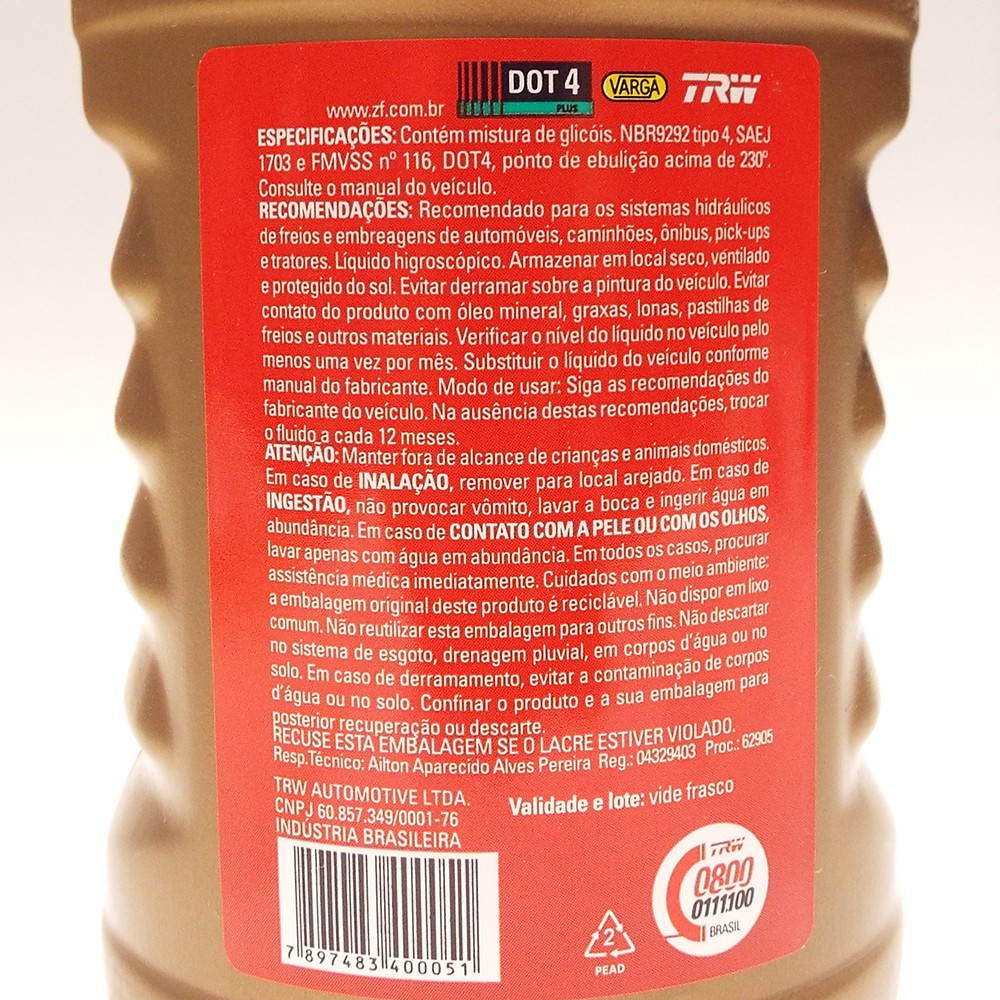 DOT 4
PLUS
VARGA
TRW
www.zf.com.br
ESPECIFICAÇÕES: Contém mistura de glicóis. NBR9292 tipo 4, SAEJ
1703 e FMVSS nº 116, DOT4, ponto de ebulição acima de 230º.
Consulte o manual do veículo.
RECOMENDAÇÕES: Recomendado para os sistemas hidráulicos
de freios e embreagens de automóveis, caminhões, ônibus, pick-ups
e tratores. Líquido higroscópico. Armazenar em local seco, ventilado
e protegido do sol. Evitar derramar sobre a pintura do veículo. Evitar
contato do produto com óleo mineral, graxas, lonas, pastilhas de
freios e outros materiais. Verificar o nível do líquido no veículo pelo
menos uma vez por mês. Substituir o líquido do veículo conforme
manual do fabricante. Modo de usar: Siga as recomendações do
fabricante do veículo. Na ausência destas recomendações, trocar
o fluido a cada 12 meses.
ATENÇÃO: Manter fora de alcance de crianças e animais domésticos.
Em caso de INALAÇÃO, remover para local arejado. Em caso de
INGESTÃO, não provocar vômito, lavar a boca e ingerir água em
abundância. Em caso de CONTATO COM A PELE OU COM OS OLHOS,
lavar apenas com água em abundância. Em todos os casos, procurar
assistência médica imediatamente. Cuidados com o meio ambiente:
a embalagem original deste produto é reciclável. Não dispor em lixo
comum. Não reutilizar esta embalagem para outros fins. Não descartar
no sistema de esgoto, drenagem pluvial, em corpos d'água ou no
solo. Em caso de derramamento, evitar a contaminação de corpos
d'água ou no solo. Confinar o produto e a sua embalagem para
posterior recuperação ou descarte.
RECUSE ESTA EMBALAGEM SE O LACRE ESTIVER VIOLADO.
Resp.Técnico: Ailton Aparecido Alves Pereira Reg.: 04329403 Proc.: 62905
TRW AUTOMOTIVE LTDA.
CNPJ 60.857.349/0001-76
INDÚSTRIA BRASILEIRA
Validade e lote: vide frasco
7 897483 400051
2
PEAD
TRW
0800
0111.100
BRASIL